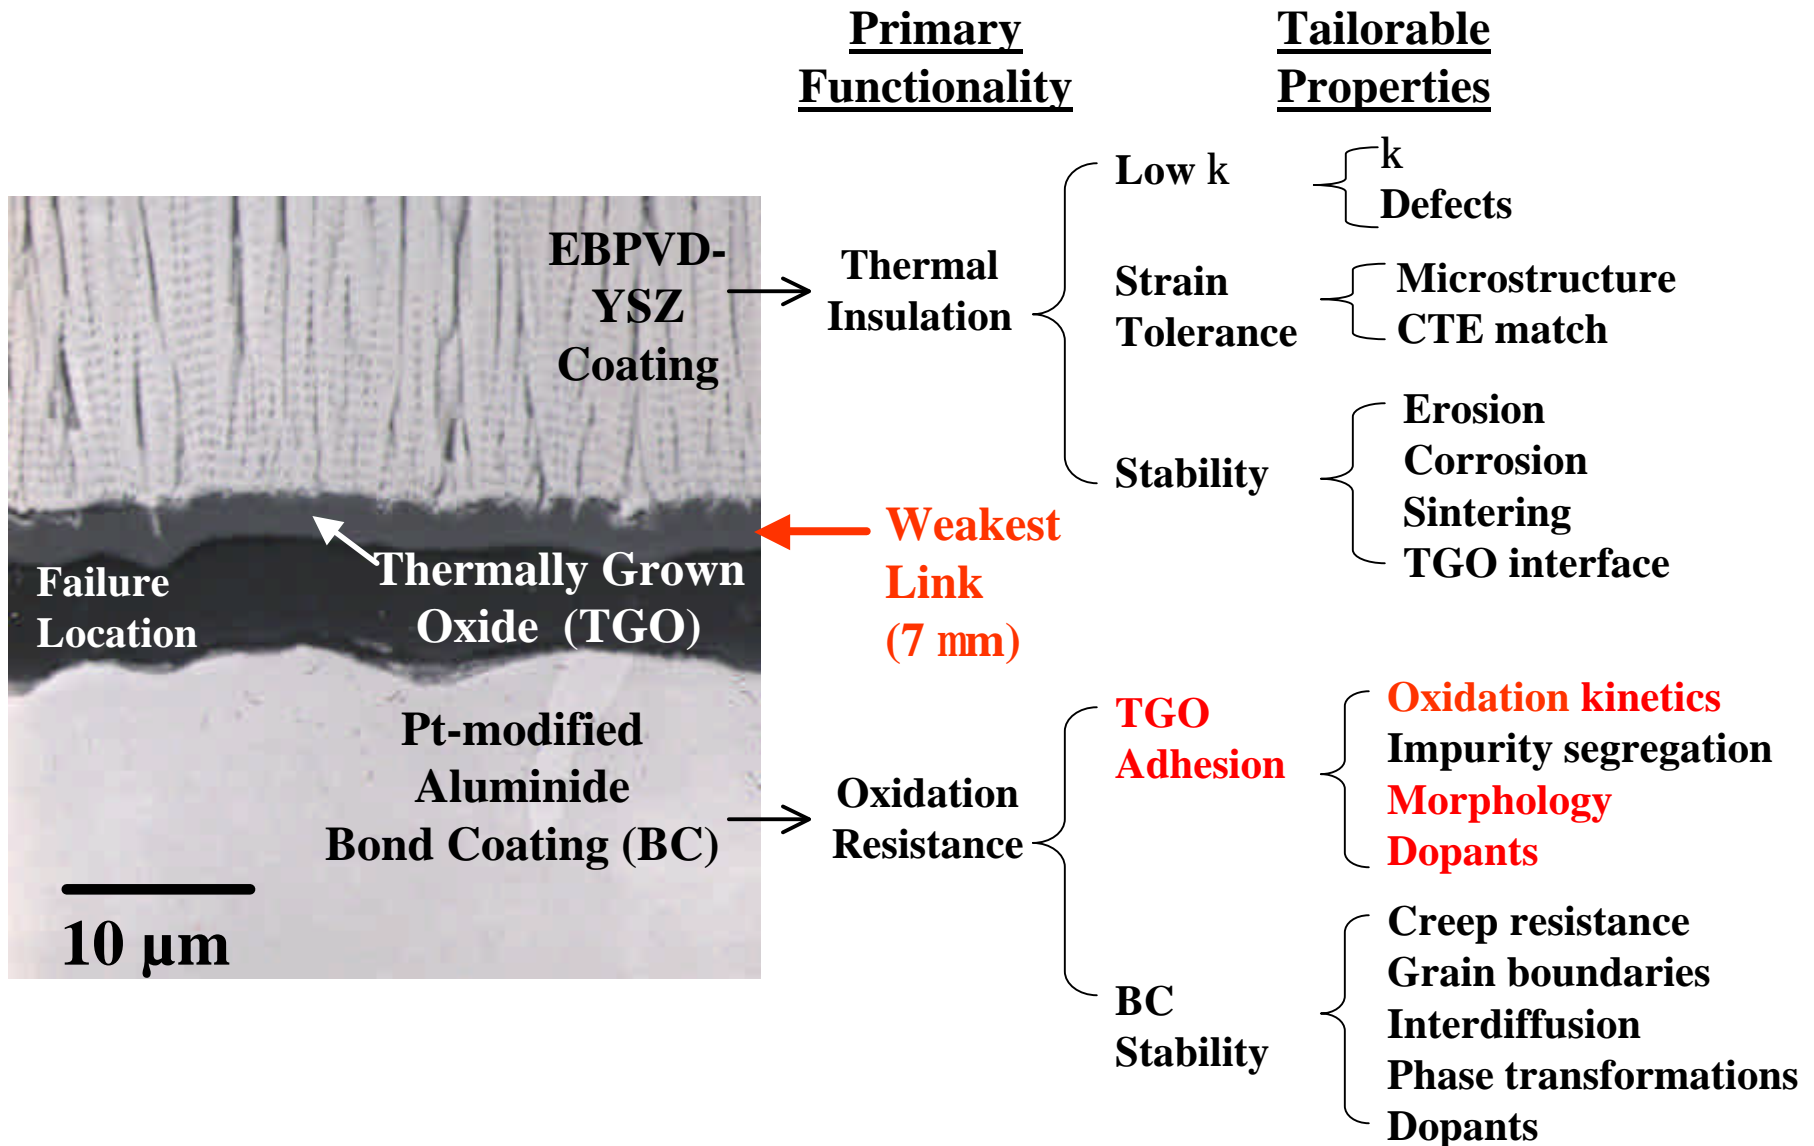 Primary
Functionality
Tailorable
Properties
EBPVD-
YSZ
Coating
Thermal
Insulation
Low k
k
Defects
Strain
Tolerance
Microstructure
CTE match
Stability
Erosion
Corrosion
Sintering
TGO interface
Weakest
Link
(7 mm)
Failure
Location
Thermally Grown
Oxide (TGO)
Pt-modified
Aluminide
Bond Coating (BC)
10 µm
Oxidation
Resistance
TGO
Adhesion
Oxidation kinetics
Impurity segregation
Morphology
Dopants
BC
Stability
Creep resistance
Grain boundaries
Interdiffusion
Phase transformations
Dopants